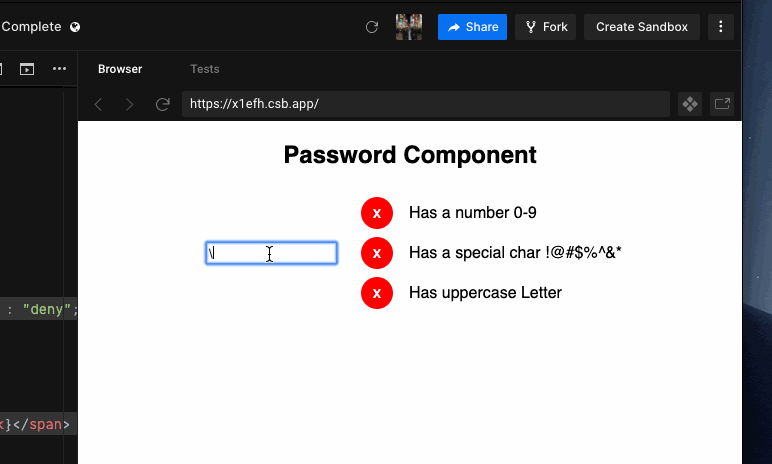 Complete
Share
Fork
Create Sandbox
Browser
Tests
https://x1efh.csb.app/
Password Component
x Has a number 0-9
\
x Has a special char !@#$%^&*
x Has uppercase Letter
: "deny";
}</span>